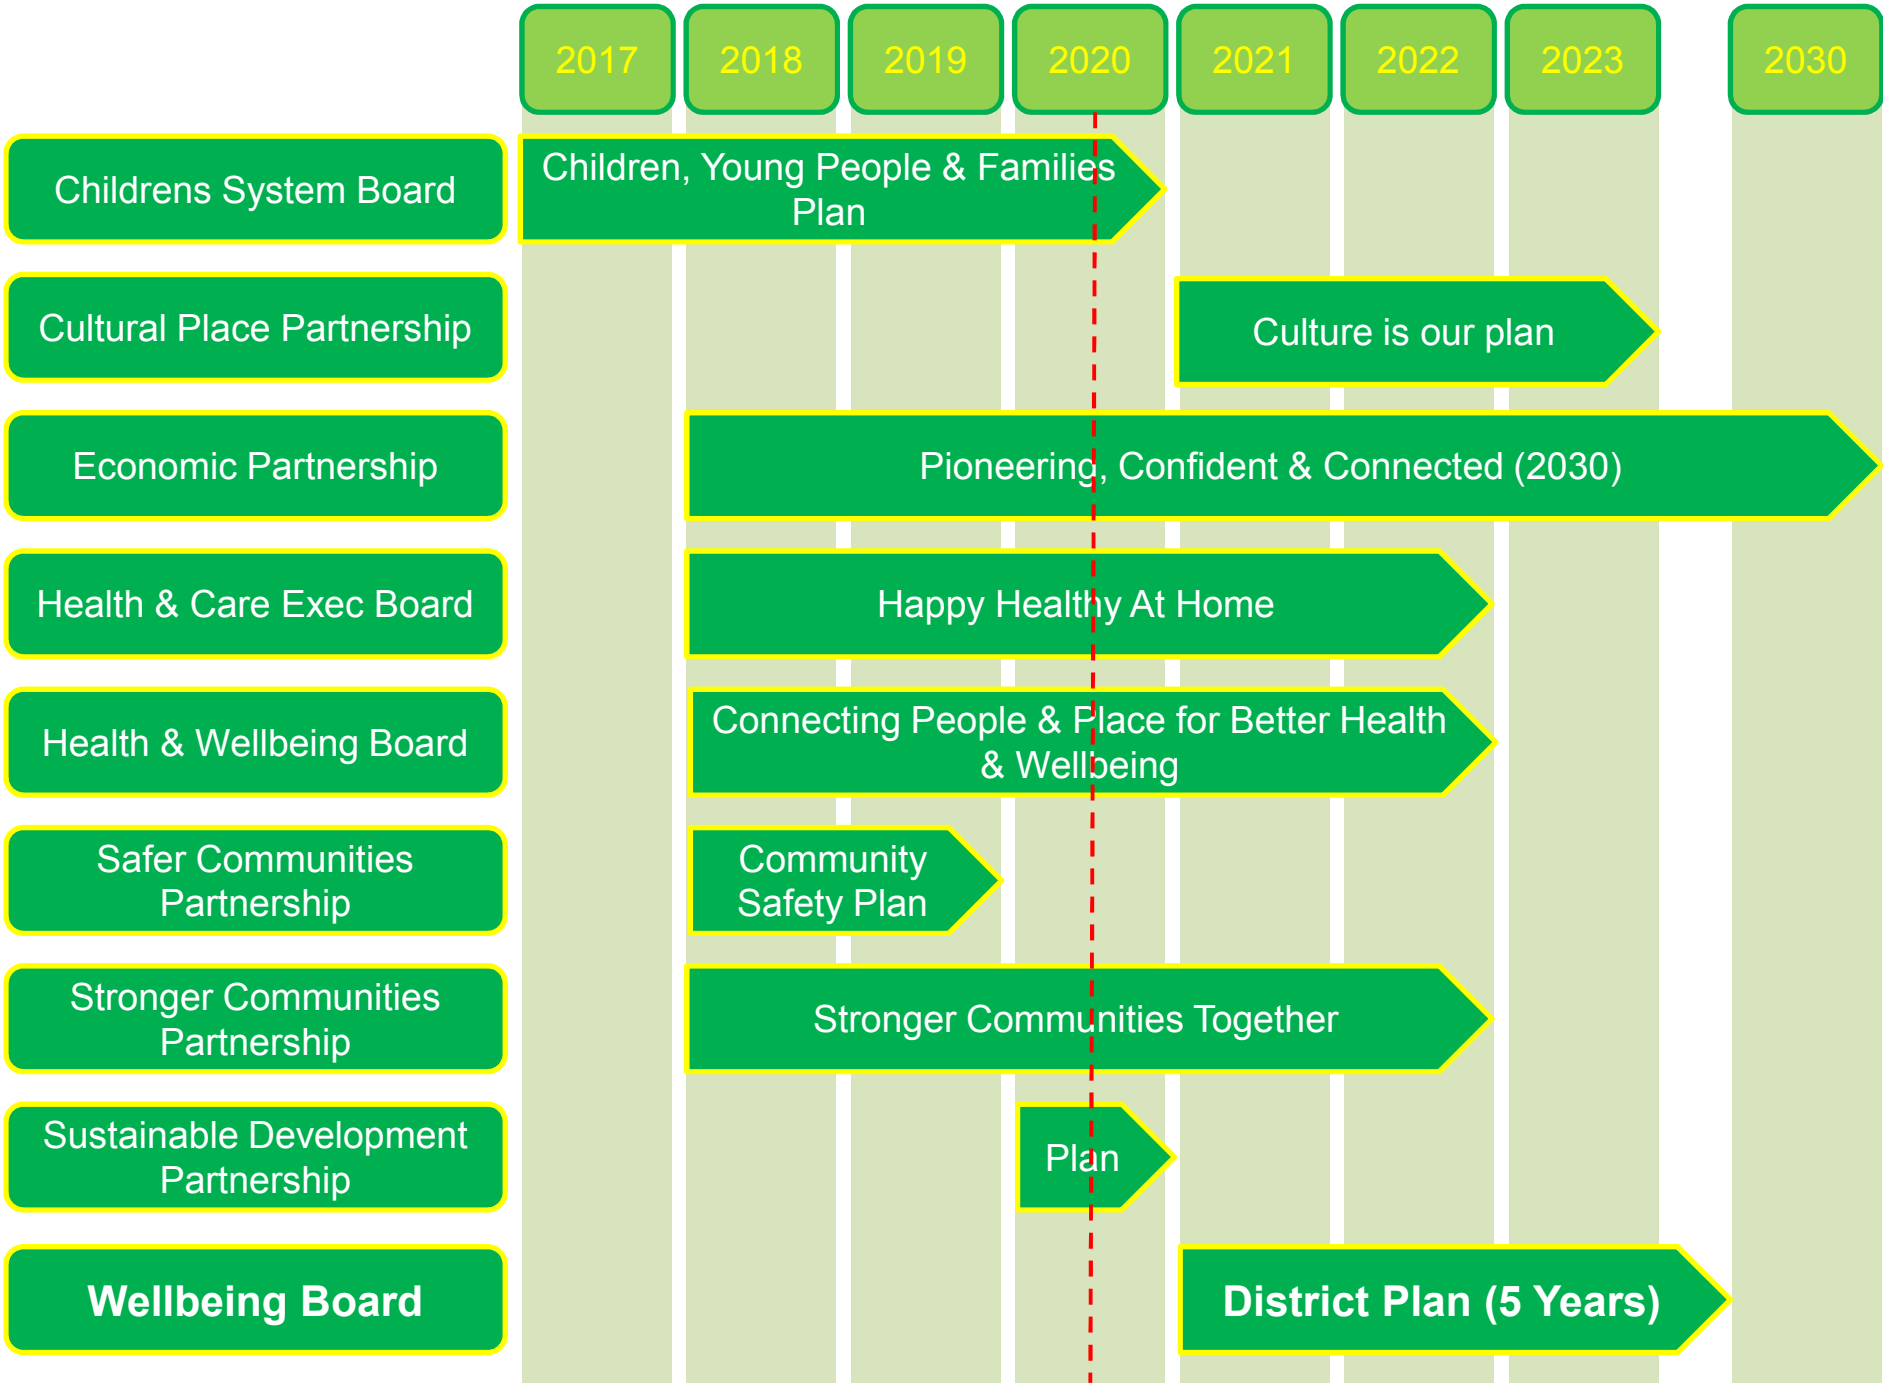 2017 2018 2019 2020 2021 2022 2023 2030
Childrens System Board
Children, Young People & Families
Plan
Cultural Place Partnership
Culture is our plan
Economic Partnership
Pioneering, Confident & Connected (2030)
Health & Care Exec Board
Happy Healthy At Home
Health & Wellbeing Board
Connecting People & Place for Better Health
& Wellbeing
Safer Communities
Partnership
Community
Safety Plan
Stronger Communities
Partnership
Stronger Communities Together
Sustainable Development
Partnership
Plan
Wellbeing Board
District Plan (5 Years)